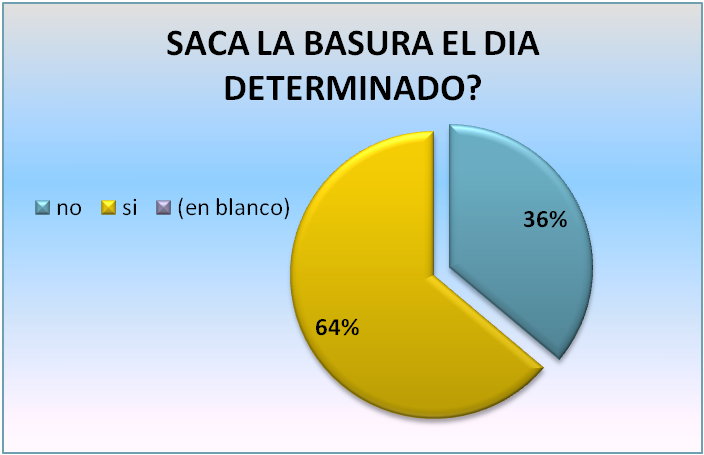 SACA LA BASURA EL DIA
DETERMINADO?
no si (en blanco)
36%
64%